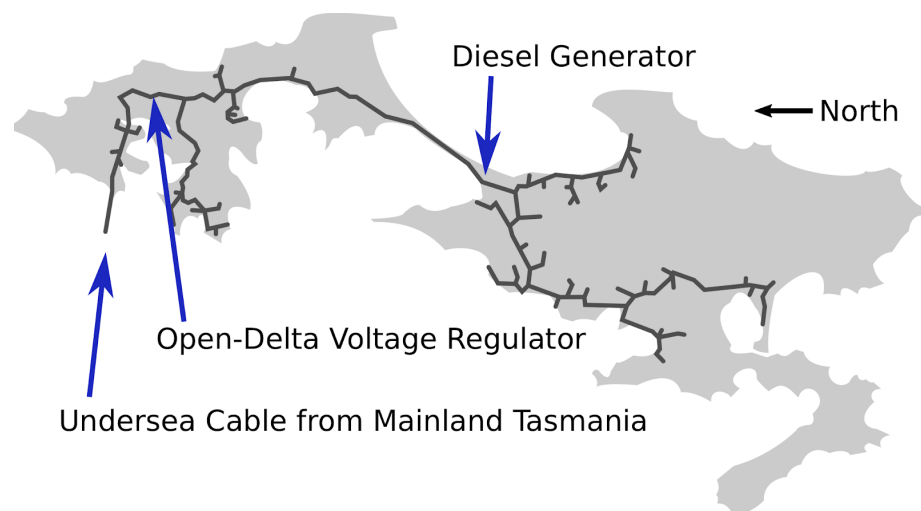 Diesel Generator
North
Open-Delta Voltage Regulator
Undersea Cable from Mainland Tasmania